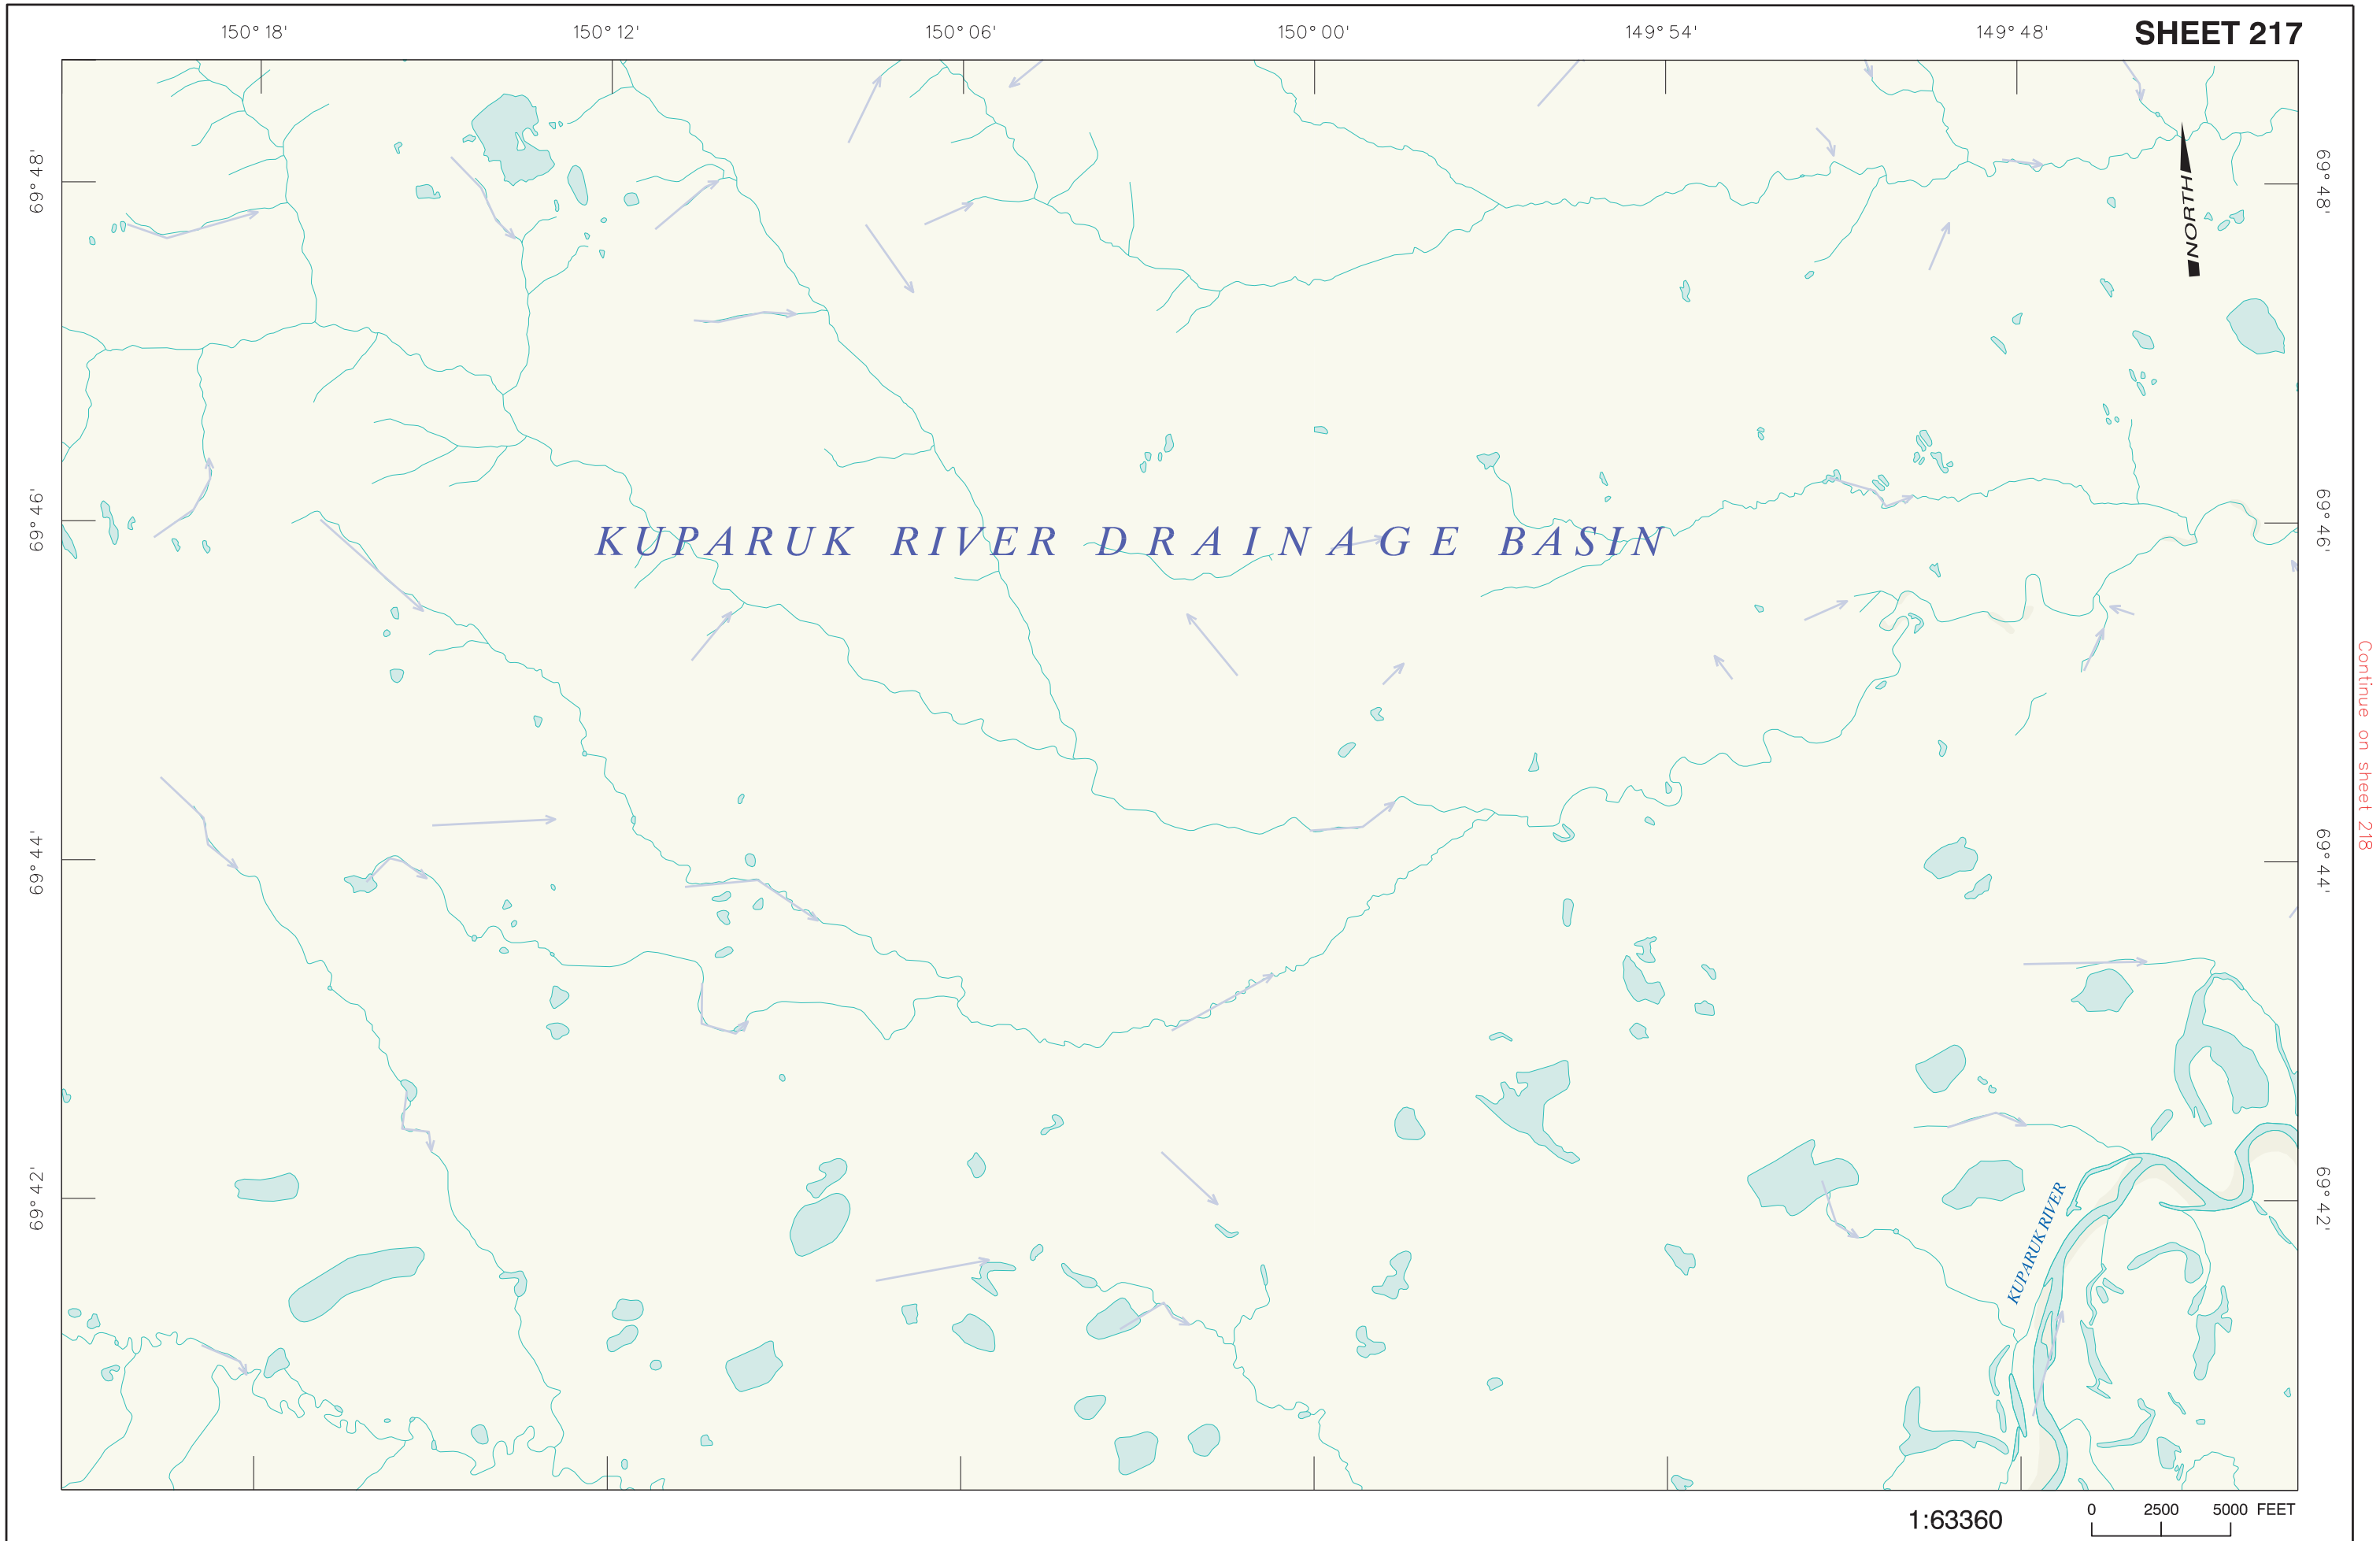 150° 18' 150° 12' 150° 06' 150° 00' 149° 54' 149° 48'
SHEET 217
69° 48'
69° 48'
NORTH
69° 46'
69° 46'
KUPARUK RIVER DRAINAGE BASIN
Continue on sheet 218
69° 44'
69° 44'
69° 42'
69° 42'
KUPARUK RIVER
1:63360
0 2500 5000 FEET